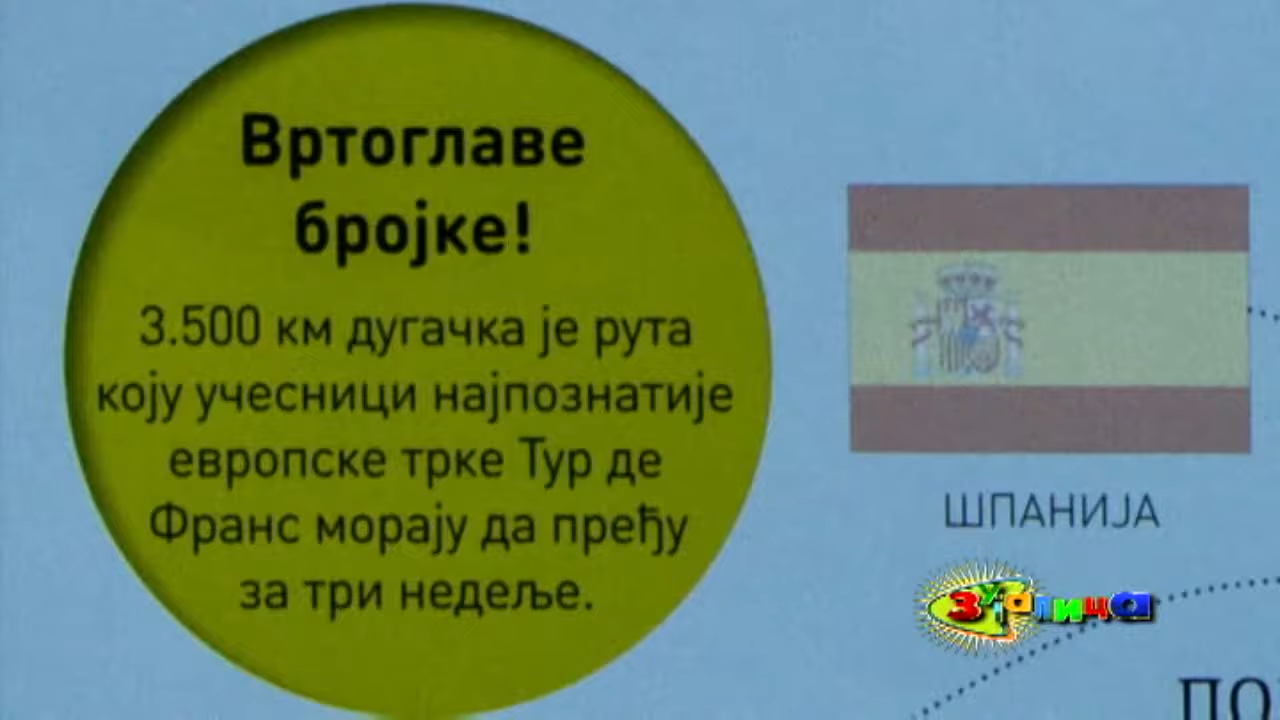 Вртоглаве
бројке!
3.500 км дугачка је рута
коју учесници најпознатије
европске трке Тур де
Франс морају да пређу
за три недеље.
ШПАНИЈА